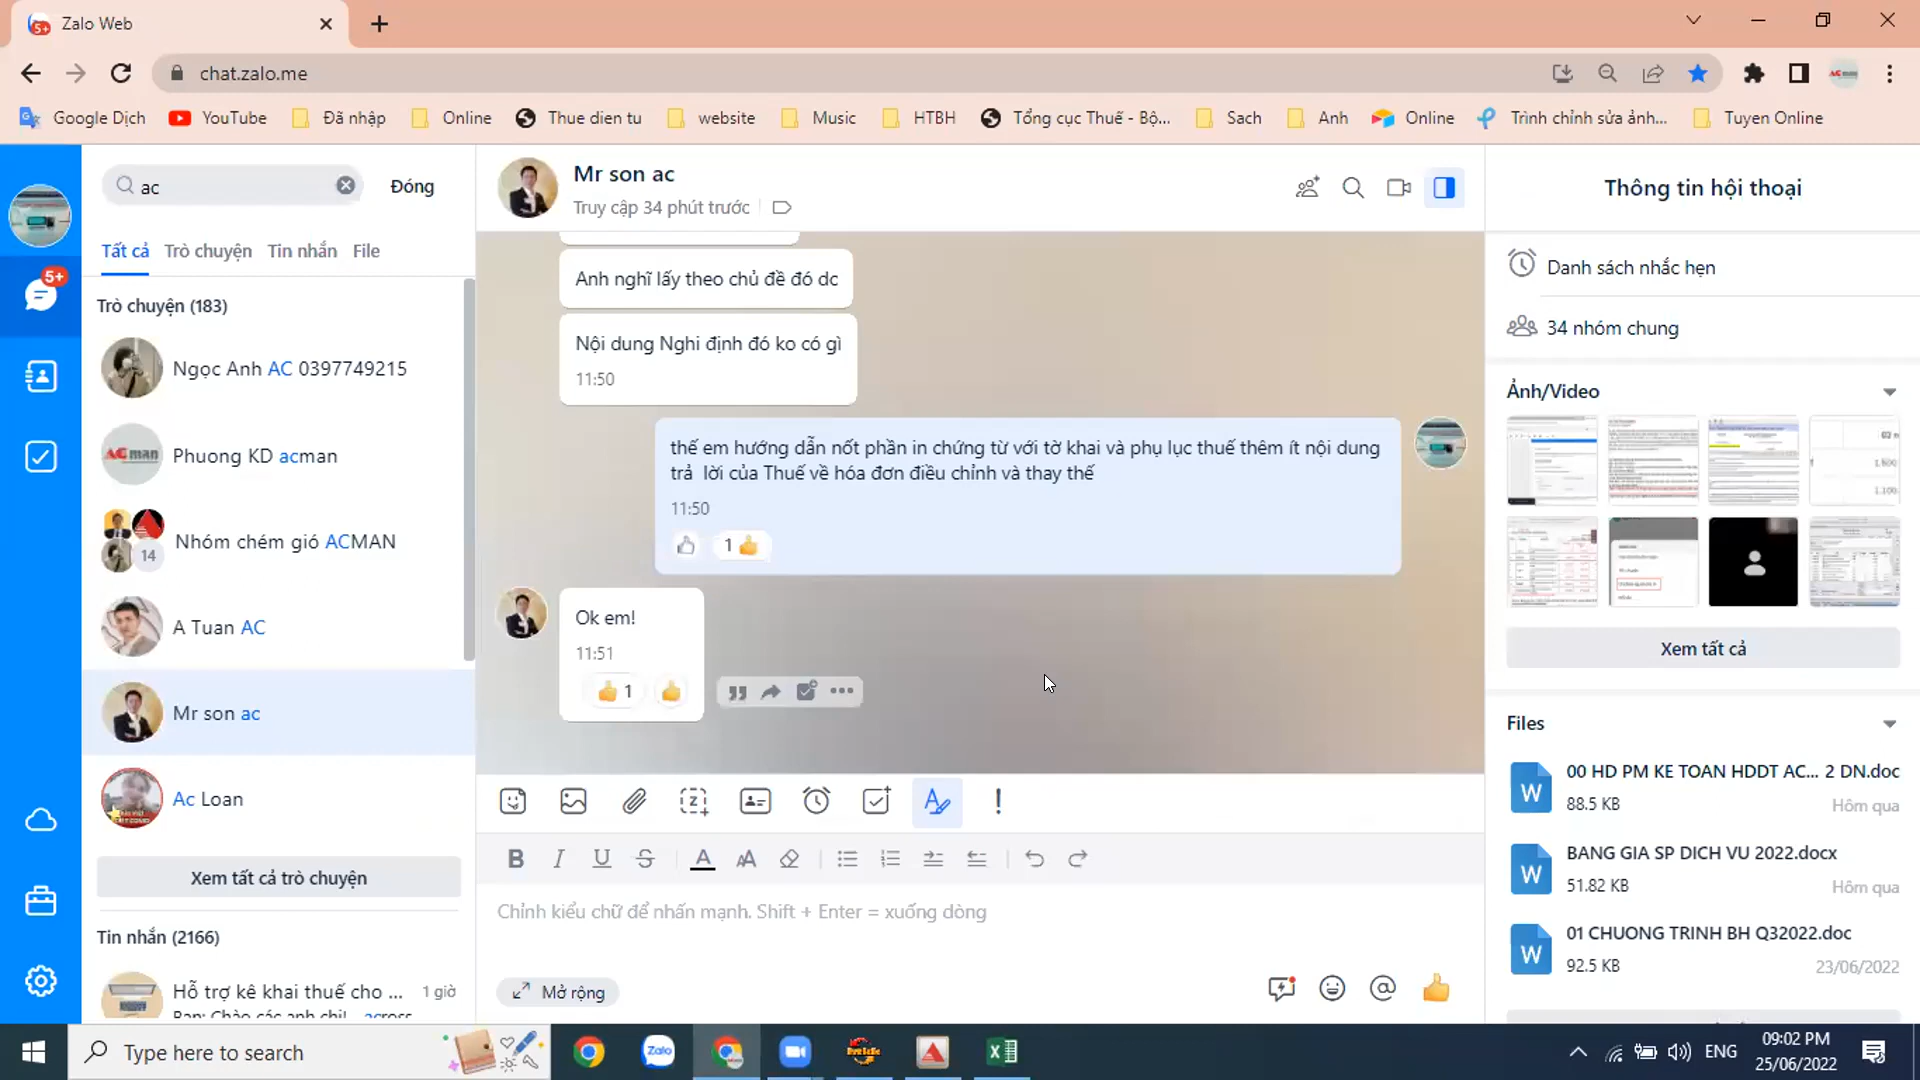 Zalo Web
chat.zalo.me
Google Dịch
YouTube
Đã nhập
Online
Thue dien tu
website
Music
HTBH
Tổng cục Thuế - Bộ...
Sach
Anh
Online
Trình chỉnh sửa ảnh...
Tuyen Online
ac
Đóng
Tất cả
Trò chuyện
Tin nhắn
File
5+
Trò chuyện (183)
Ngọc Anh AC 0397749215
ACman
Phuong KD acman
14
Nhóm chém gió ACMAN
A Tuan AC
Mr son ac
Ac Loan
Xem tất cả trò chuyện
Tin nhắn (2166)
Hỗ trợ kê khai thuế cho ...
1 giờ
Bạn: Chào các anh chị! ...across
Mr son ac
Truy cập 34 phút trước
Anh nghĩ lấy theo chủ đề đó dc
Nội dung Nghi định đó ko có gì
11:50
thế em hướng dẫn nốt phần in chứng từ với tờ khai và phụ lục thuế thêm ít nội dung
trả lời của Thuế về hóa đơn điều chỉnh và thay thế
11:50
1
Ok em!
11:51
1
Chỉnh kiểu chữ để nhấn mạnh. Shift + Enter = xuống dòng
Mở rộng
Thông tin hội thoại
Danh sách nhắc hẹn
34 nhóm chung
Ảnh/Video
Xem tất cả
Files
00 HD PM KE TOAN HDDT AC... 2 DN.doc
88.5 KB
Hôm qua
BANG GIA SP DICH VU 2022.docx
51.82 KB
Hôm qua
01 CHUONG TRINH BH Q32022.doc
92.5 KB
23/06/2022
Type here to search
Zalo
ENG
09:02 PM
25/06/2022